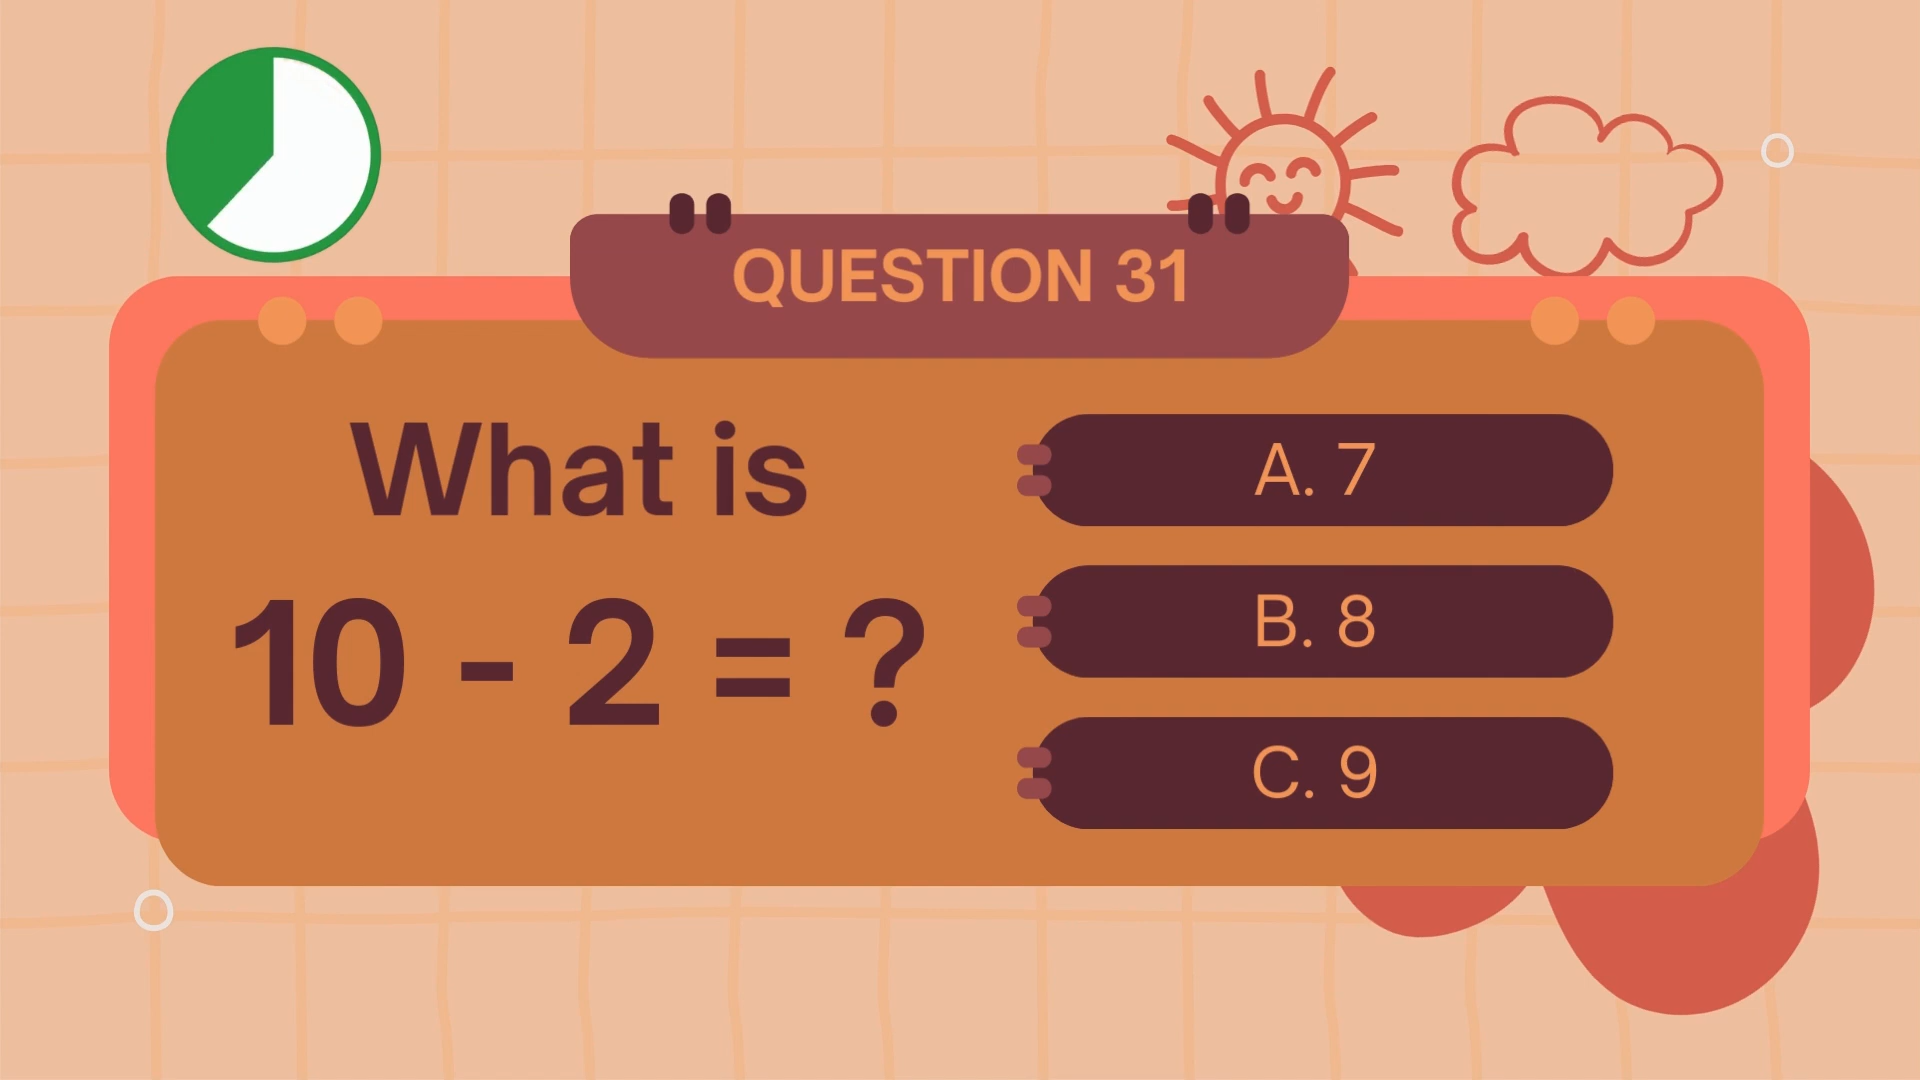 QUESTION 31
What is
10 - 2 = ?
A. 7
B. 8
C. 9